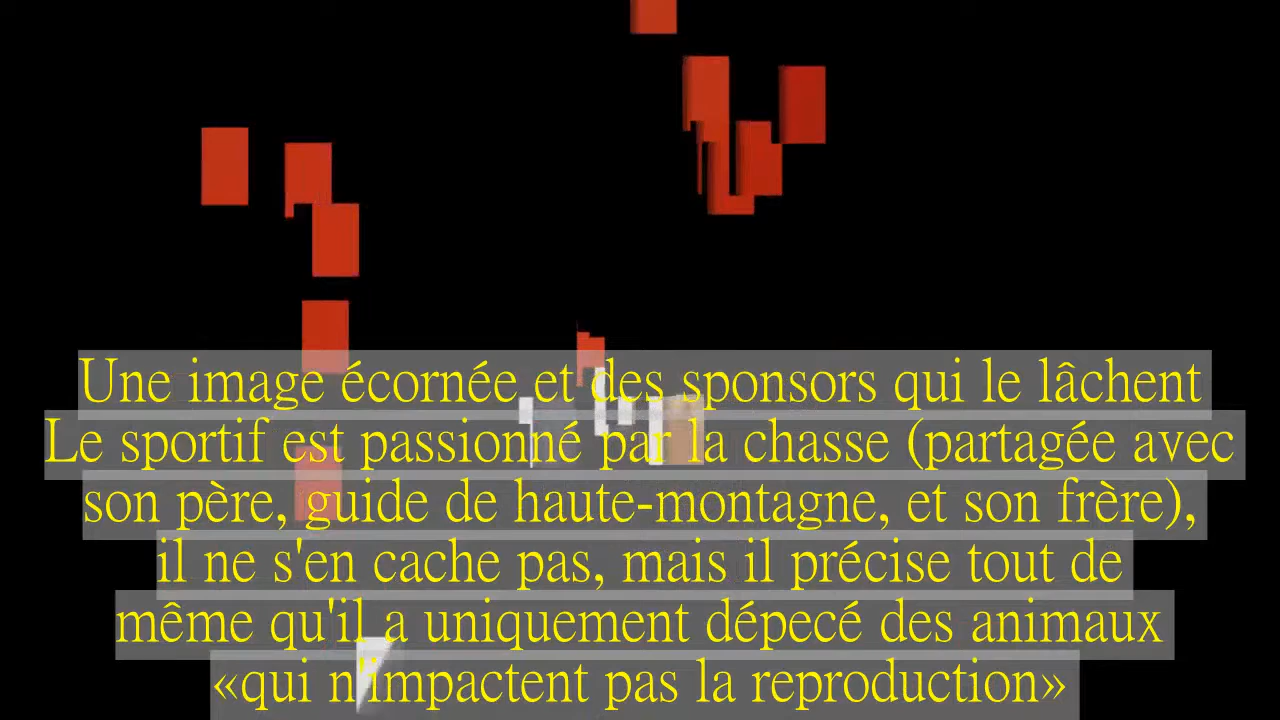 Une image écornée et des sponsors qui le lâchent
Le sportif est passionné par la chasse (partagée avec
son père, guide de haute-montagne, et son frère),
il ne s'en cache pas, mais il précise tout de
même qu'il a uniquement dépecé des animaux
«qui n'impactent pas la reproduction»